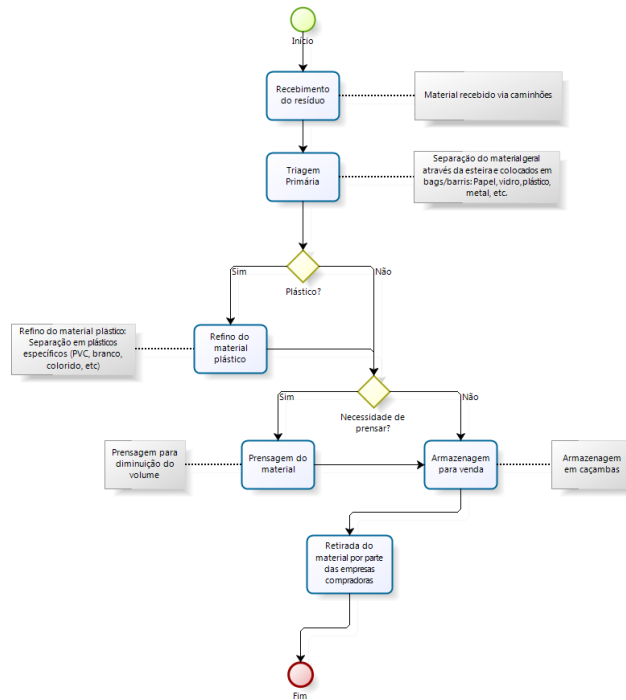 Início
Recebimento
do resíduo
Material recebido via caminhões
Triagem
Primária
Separação do material geral
através da esteira e colocados em
bags/barris: Papel, vidro, plástico,
metal, etc.
Sim
Não
Plástico?
Refino do material plastico:
Separação em plásticos
específicos (PVC, branco,
colorido, etc)
Refino do
material
plástico
Sim
Não
Necessidade de
prensar?
Prensagem para
diminuição do
volume
Prensagem do
material
Armazenagem
para venda
Armazenagem
em caçambas
Retirada do
material por parte
das empresas
compradoras
Fim